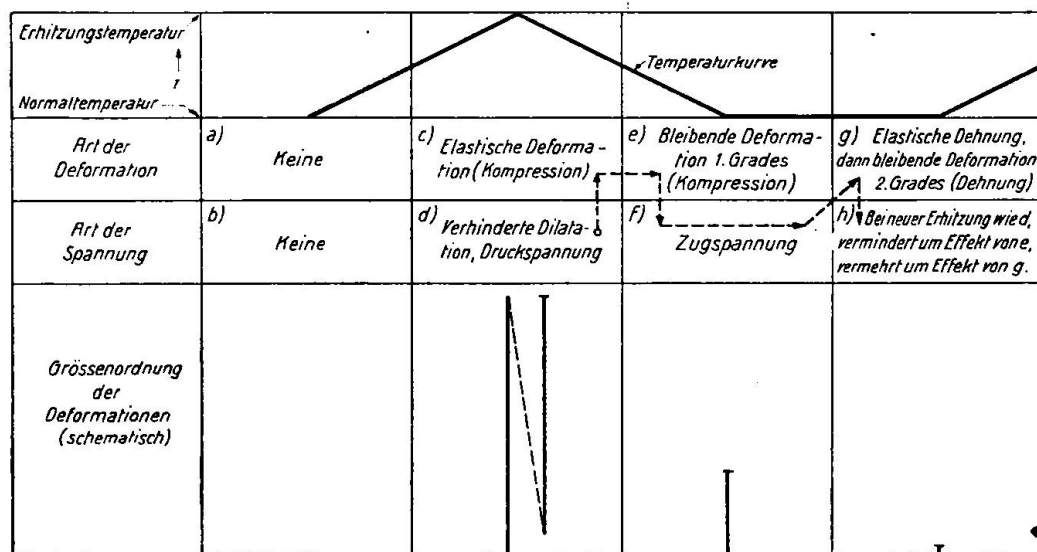 Erhitzungstemperatur
T
Normaltemperatur
Temperaturkurve
Art der
Deformation
a)
Keine
c) Elastische Deforma-
tion (Kompression)
e) Bleibende Deforma-
tion 1. Grades
(Kompression)
g) Elastische Dehnung,
dann bleibende Deformation
2. Grades (Dehnung)
Art der
Spannung
b)
Keine
d) Verhinderte Dilata-
tion, Druckspannung
f)
Zugspannung
h) Bei neuer Erhitzung wie d,
vermindert um Effekt von e,
vermehrt um Effekt von g.
Grössenordnung
der
Deformationen
(schematisch)